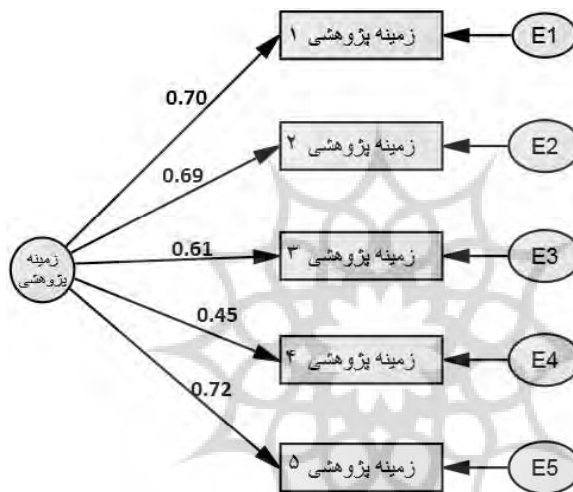 زمینه پژوهشی ۱
E1
0.70
زمینه پژوهشی ۲
E2
0.69
زمینه
پژوهشی
0.61
زمینه پژوهشی ۳
E3
0.45
زمینه پژوهشی ۴
E4
0.72
زمینه پژوهشی ۵
E5